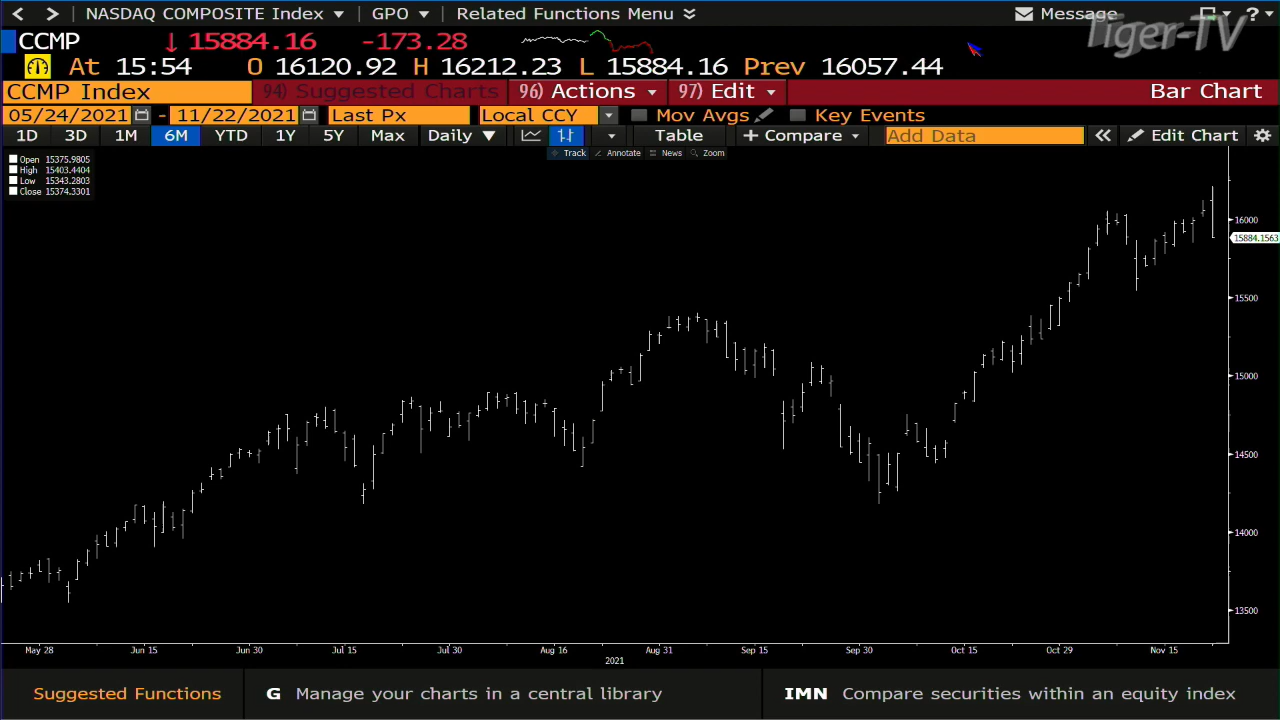 NASDAQ COMPOSITE Index GPO Related Functions Menu Message ?
Tiger-TV
CCMP 15884.16 -173.28
At 15:54 O 16120.92 H 16212.23 L 15884.16 Prev 16057.44
CCMP Index 94) Suggested Charts 96) Actions 97) Edit Bar Chart
05/24/2021 - 11/22/2021 Last Px Local CCY Mov Avgs Key Events
1D 3D 1M 6M YTD 1Y 5Y Max Daily Table + Compare Add Data Edit Chart
Track Annotate News Zoom
Open 15375.9805
High 15403.4404
Low 15343.2803
Close 15374.3301
16000
15884.1563
15500
15000
14500
14000
13500
May 28 Jun 15 Jun 30 Jul 15 Jul 30 Aug 16 Aug 31 Sep 15 Sep 30 Oct 15 Oct 29 Nov 15
2021
Suggested Functions G Manage your charts in a central library IMN Compare securities within an equity index